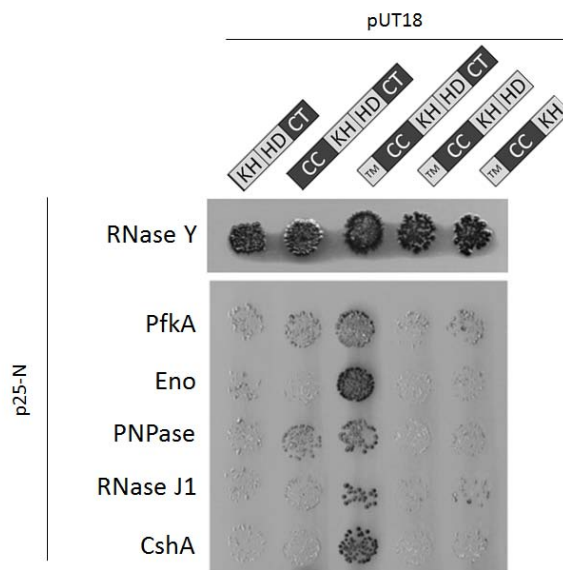 pUT18
KH HD CT
CC KH HD CT
TM CC KH HD CT
TM CC KH HD
TM CC KH
p25-N
RNase Y
PfkA
Eno
PNPase
RNase J1
CshA